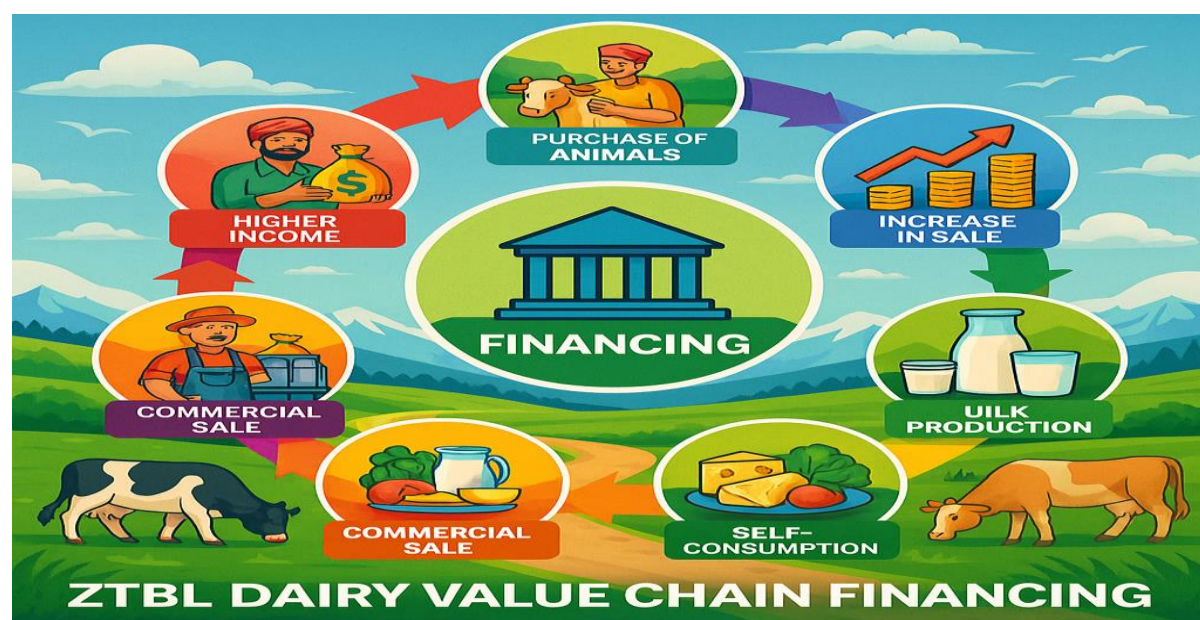 PURCHASE OF
ANIMALS
INCREASE
IN SALE
UILK
PRODUCTION
SELF-
CONSUMPTION
COMMERCIAL
SALE
COMMERCIAL
SALE
HIGHER
INCOME
$
FINANCING
ZTBL DAIRY VALUE CHAIN FINANCING